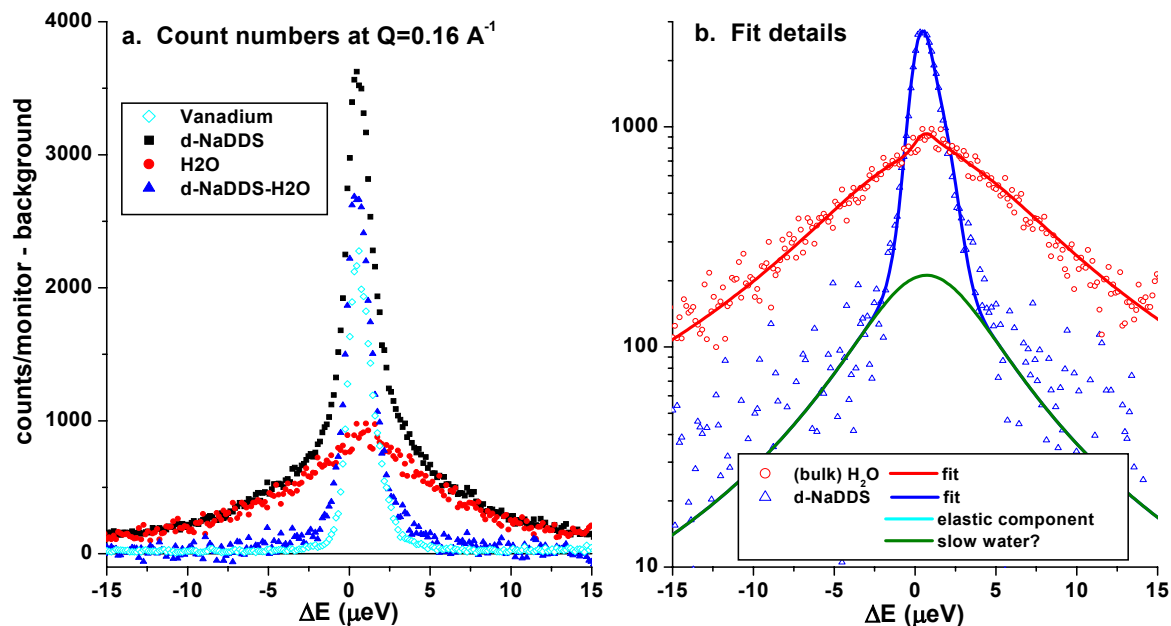 a. Count numbers at Q=0.16 A⁻¹
counts/monitor - background
4000
3000
2000
1000
0
Vanadium
d-NaDDS
H2O
d-NaDDS-H2O
-15 -10 -5 0 5 10 15
ΔE (μeV)
b. Fit details
1000
100
10
(bulk) H₂O fit
d-NaDDS fit
elastic component
slow water?
-15 -10 -5 0 5 10 15
ΔE (μeV)